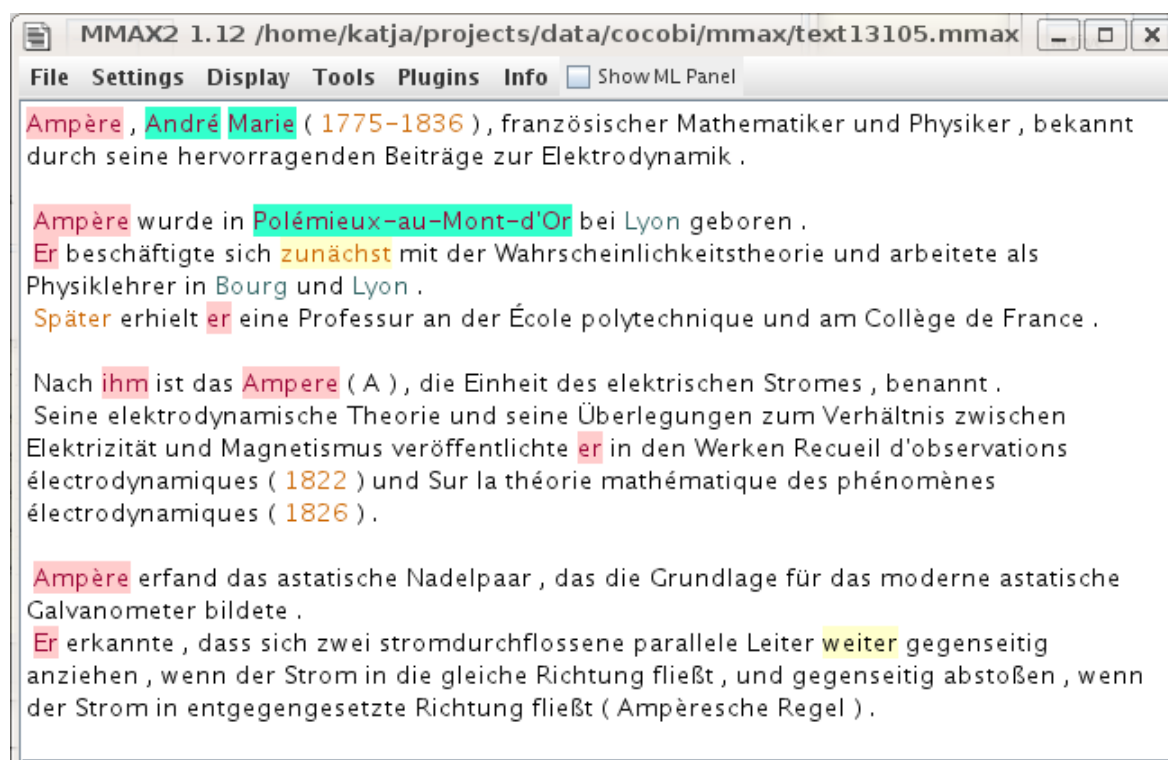 MMAX2 1.12 /home/katja/projects/data/cocobi/mmax/text13105.mmax
File Settings Display Tools Plugins Info Show ML Panel
Ampère , André Marie ( 1775-1836 ) , französischer Mathematiker und Physiker , bekannt
durch seine hervorragenden Beiträge zur Elektrodynamik .
Ampère wurde in Polémieux-au-Mont-d'Or bei Lyon geboren .
Er beschäftigte sich zunächst mit der Wahrscheinlichkeitstheorie und arbeitete als
Physiklehrer in Bourg und Lyon .
Später erhielt er eine Professur an der École polytechnique und am Collège de France .
Nach ihm ist das Ampere ( A ) , die Einheit des elektrischen Stromes , benannt .
Seine elektrodynamische Theorie und seine Überlegungen zum Verhältnis zwischen
Elektrizität und Magnetismus veröffentlichte er in den Werken Recueil d'observations
électrodynamiques ( 1822 ) und Sur la théorie mathématique des phénomènes
électrodynamiques ( 1826 ) .
Ampère erfand das astatische Nadelpaar , das die Grundlage für das moderne astatische
Galvanometer bildete .
Er erkannte , dass sich zwei stromdurchflossene parallele Leiter weiter gegenseitig
anziehen , wenn der Strom in die gleiche Richtung fließt , und gegenseitig abstoßen , wenn
der Strom in entgegengesetzte Richtung fließt ( Ampèresche Regel ) .